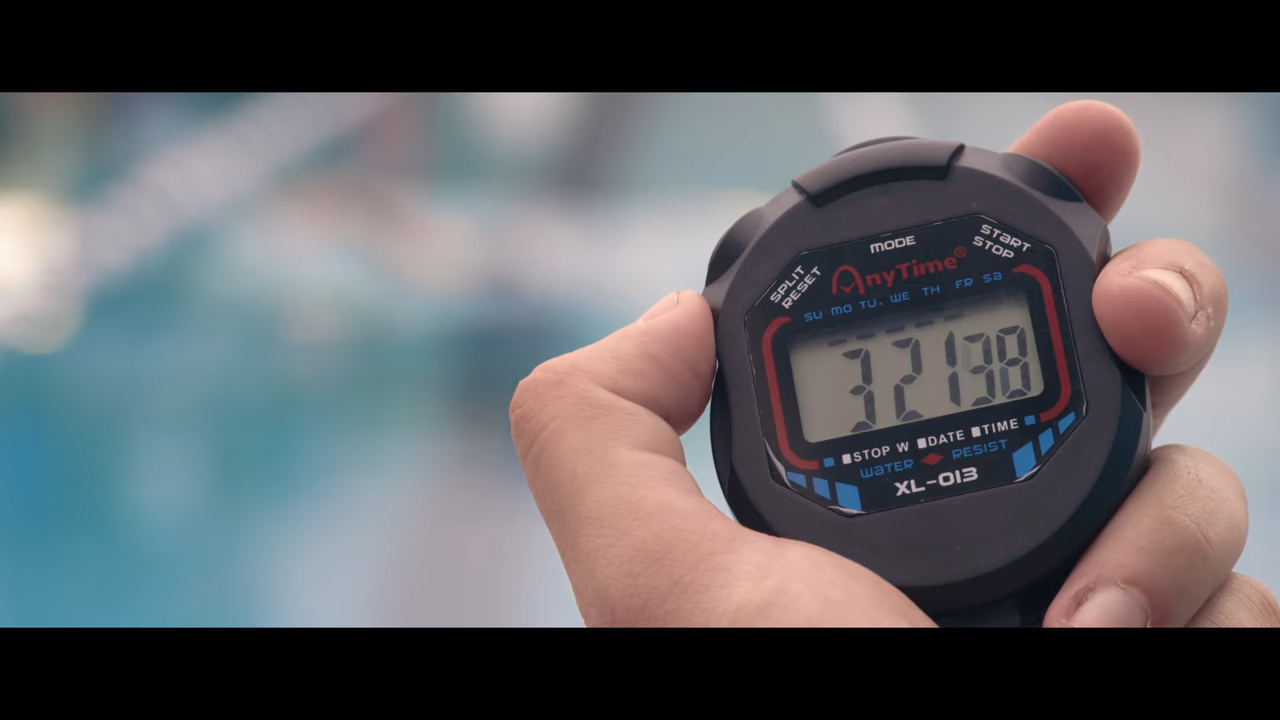 MODE
START
STOP
SPLIT
RESET
AnyTime®
SU MO TU. WE TH FR SA
32198
■STOP W ■DATE ■TIME
WATER RESIST
XL-013